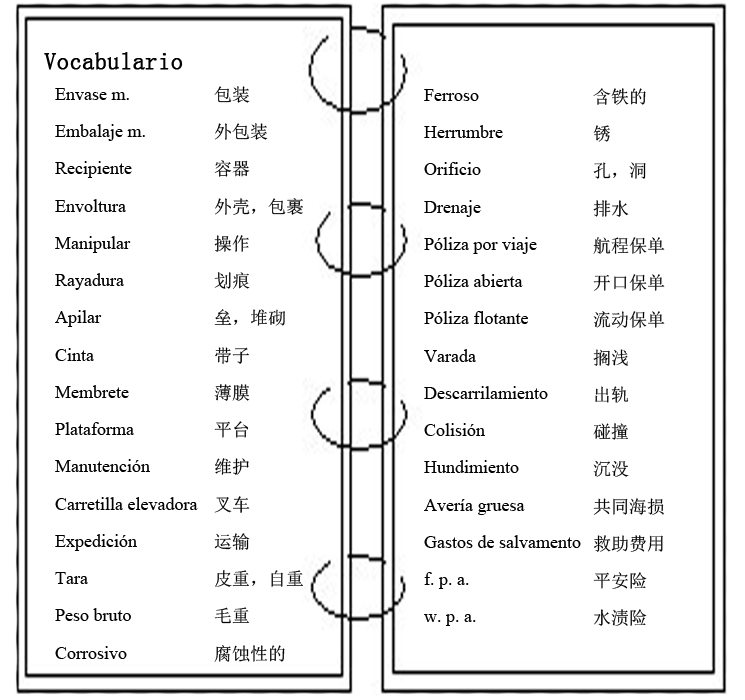 Vocabulario
Envase m. 包装
Embalaje m. 外包装
Recipiente 容器
Envoltura 外壳，包裹
Manipular 操作
Rayadura 划痕
Apilar 垒，堆砌
Cinta 带子
Membrete 薄膜
Plataforma 平台
Manutención 维护
Carretilla elevadora 叉车
Expedición 运输
Tara 皮重，自重
Peso bruto 毛重
Corrosivo 腐蚀性的
Ferroso 含铁的
Herrumbre 锈
Orificio 孔，洞
Drenaje 排水
Póliza por viaje 航程保单
Póliza abierta 开口保单
Póliza flotante 流动保单
Varada 搁浅
Descarrilamiento 出轨
Colisión 碰撞
Hundimiento 沉没
Avería gruesa 共同海损
Gastos de salvamento 救助费用
f. p. a. 平安险
w. p. a. 水渍险